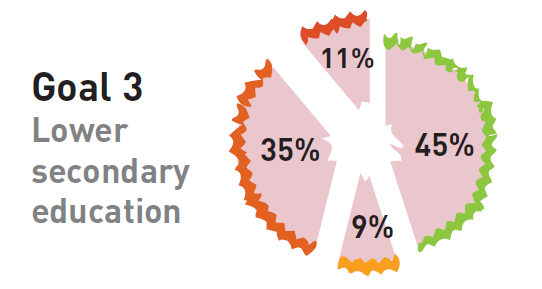 Goal 3
Lower
secondary
education
11%
35%
45%
9%